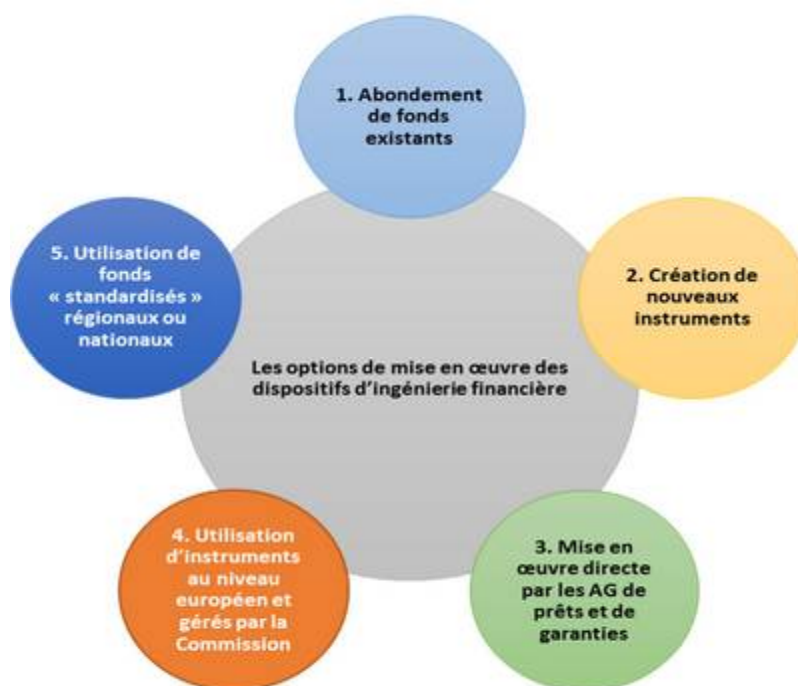 1. Abondement
de fonds
existants
2. Création de
nouveaux
instruments
3. Mise en
œuvre directe
par les AG de
prêts et de
garanties
4. Utilisation
d’instruments
au niveau
européen et
gérés par la
Commission
5. Utilisation de
fonds
« standardisés »
régionaux ou
nationaux
Les options de mise en œuvre des
dispositifs d’ingénierie financière